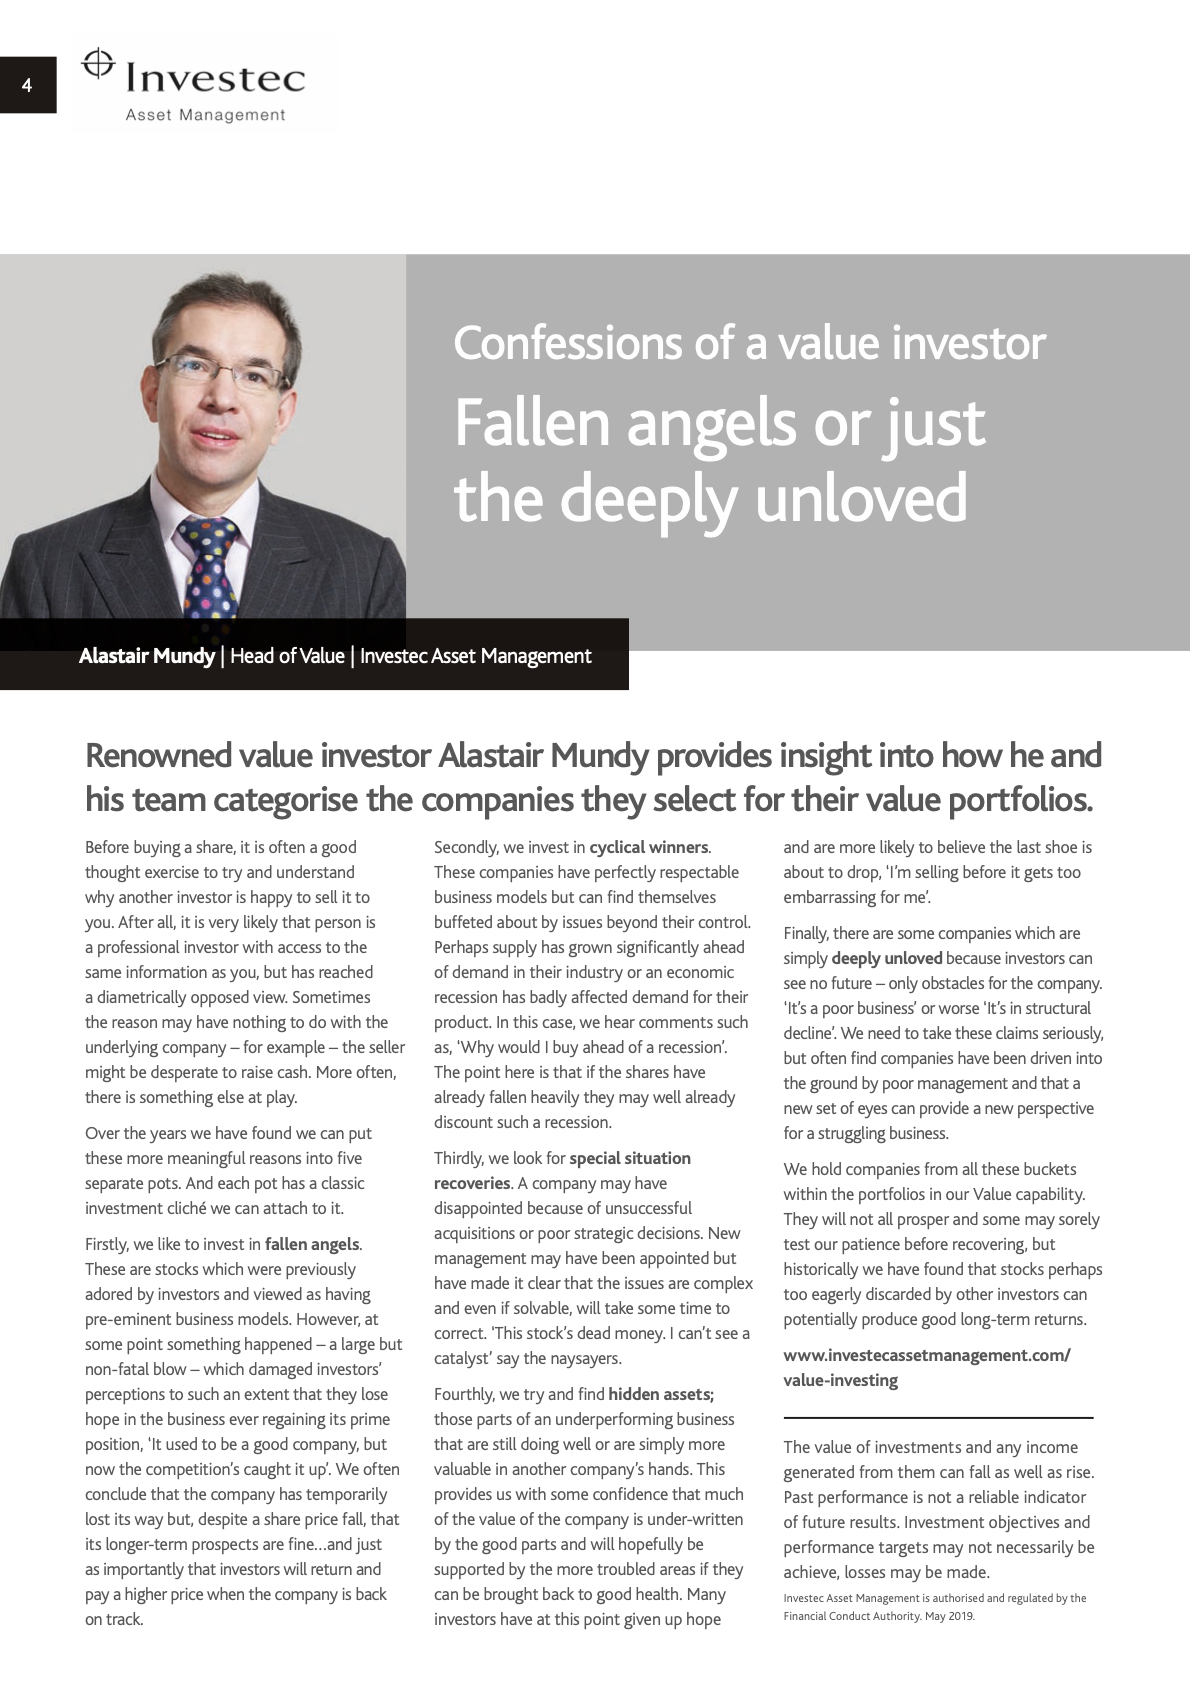 4
Investec
Asset Management
Confessions of a value investor
Fallen angels or just
the deeply unloved
Alastair Mundy | Head of Value | Investec Asset Management
Renowned value investor Alastair Mundy provides insight into how he and
his team categorise the companies they select for their value portfolios.
Before buying a share, it is often a good
thought exercise to try and understand
why another investor is happy to sell it to
you. After all, it is very likely that person is
a professional investor with access to the
same information as you, but has reached
a diametrically opposed view. Sometimes
the reason may have nothing to do with the
underlying company – for example – the seller
might be desperate to raise cash. More often,
there is something else at play.
Over the years we have found we can put
these more meaningful reasons into five
separate pots. And each pot has a classic
investment cliché we can attach to it.
Firstly, we like to invest in fallen angels.
These are stocks which were previously
adored by investors and viewed as having
pre-eminent business models. However, at
some point something happened – a large but
non-fatal blow – which damaged investors’
perceptions to such an extent that they lose
hope in the business ever regaining its prime
position, ‘It used to be a good company, but
now the competition’s caught it up’. We often
conclude that the company has temporarily
lost its way but, despite a share price fall, that
its longer-term prospects are fine…and just
as importantly that investors will return and
pay a higher price when the company is back
on track.
Secondly, we invest in cyclical winners.
These companies have perfectly respectable
business models but can find themselves
buffeted about by issues beyond their control.
Perhaps supply has grown significantly ahead
of demand in their industry or an economic
recession has badly affected demand for their
product. In this case, we hear comments such
as, ‘Why would I buy ahead of a recession’.
The point here is that if the shares have
already fallen heavily they may well already
discount such a recession.
Thirdly, we look for special situation
recoveries. A company may have
disappointed because of unsuccessful
acquisitions or poor strategic decisions. New
management may have been appointed but
have made it clear that the issues are complex
and even if solvable, will take some time to
correct. ‘This stock’s dead money. I can’t see a
catalyst’ say the naysayers.
Fourthly, we try and find hidden assets;
those parts of an underperforming business
that are still doing well or are simply more
valuable in another company’s hands. This
provides us with some confidence that much
of the value of the company is under-written
by the good parts and will hopefully be
supported by the more troubled areas if they
can be brought back to good health. Many
investors have at this point given up hope
and are more likely to believe the last shoe is
about to drop, ‘I’m selling before it gets too
embarrassing for me’.
Finally, there are some companies which are
simply deeply unloved because investors can
see no future – only obstacles for the company.
‘It’s a poor business’ or worse ‘It’s in structural
decline’. We need to take these claims seriously,
but often find companies have been driven into
the ground by poor management and that a
new set of eyes can provide a new perspective
for a struggling business.
We hold companies from all these buckets
within the portfolios in our Value capability.
They will not all prosper and some may sorely
test our patience before recovering, but
historically we have found that stocks perhaps
too eagerly discarded by other investors can
potentially produce good long-term returns.
www.investecassetmanagement.com/
value-investing
The value of investments and any income
generated from them can fall as well as rise.
Past performance is not a reliable indicator
of future results. Investment objectives and
performance targets may not necessarily be
achieve, losses may be made.
Investec Asset Management is authorised and regulated by the
Financial Conduct Authority. May 2019.